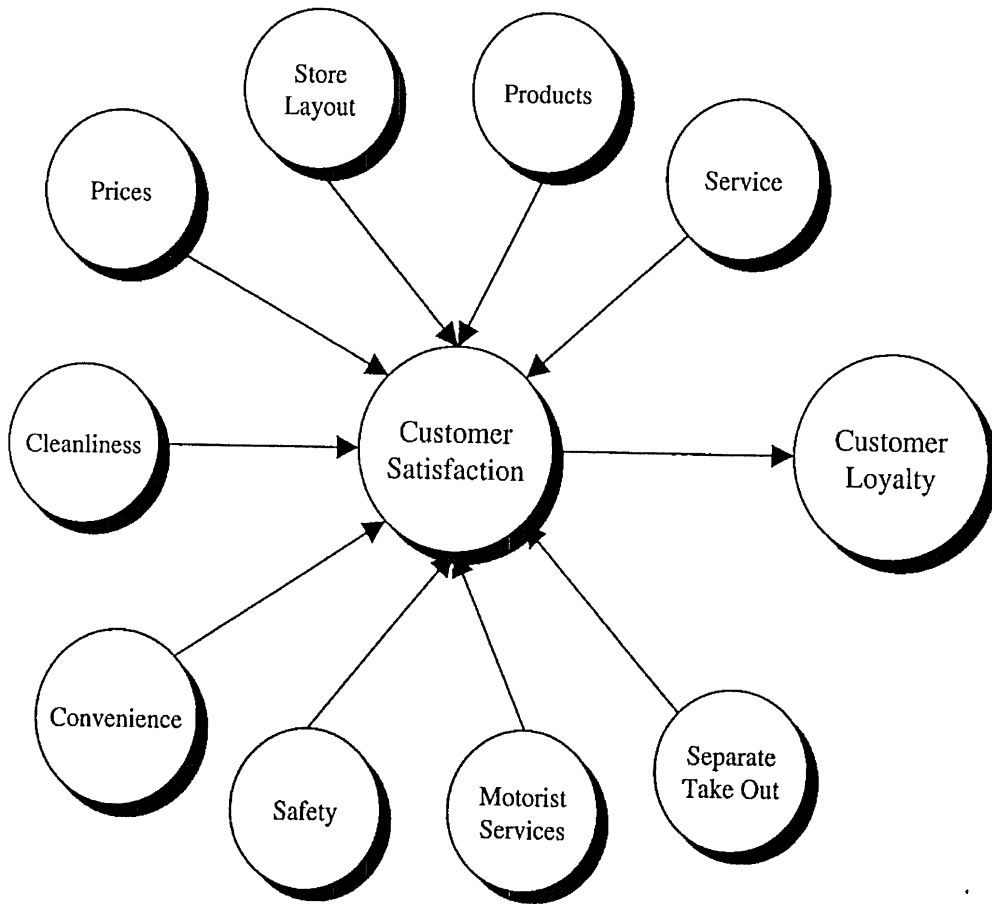 Store
Layout
Products
Prices
Service
Cleanliness
Customer
Satisfaction
Customer
Loyalty
Convenience
Safety
Motorist
Services
Separate
Take Out